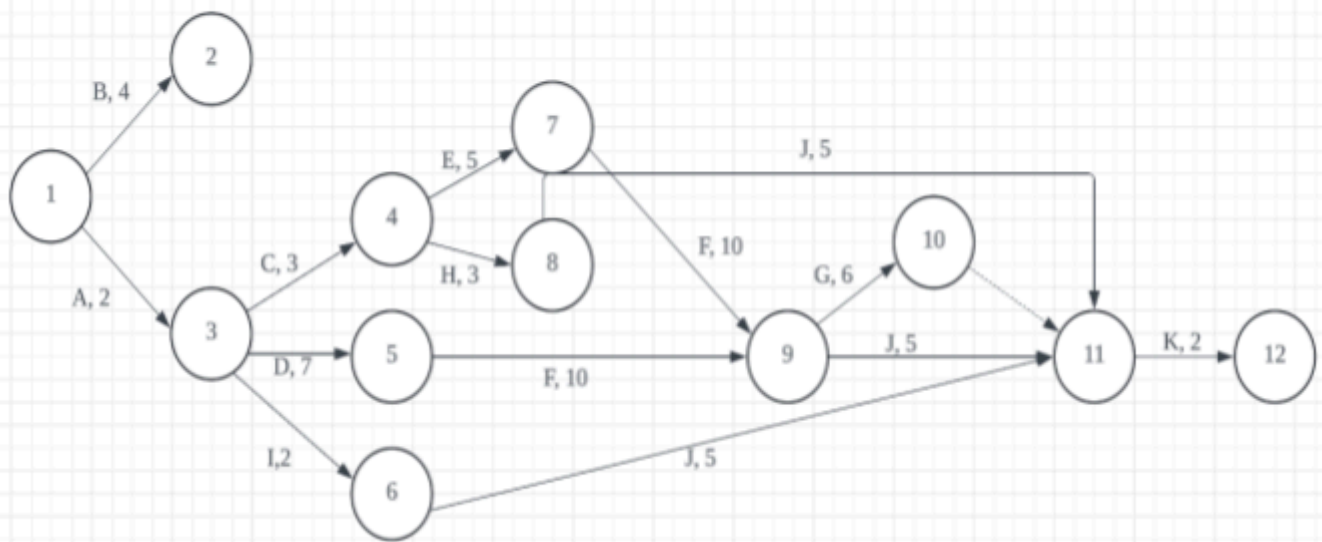 2
B, 4
7
J, 5
E, 5
1
4
10
F, 10
C, 3
H, 3
8
G, 6
A, 2
3
5
9
J, 5
11
K, 2
12
D, 7
F, 10
I,2
J, 5
6